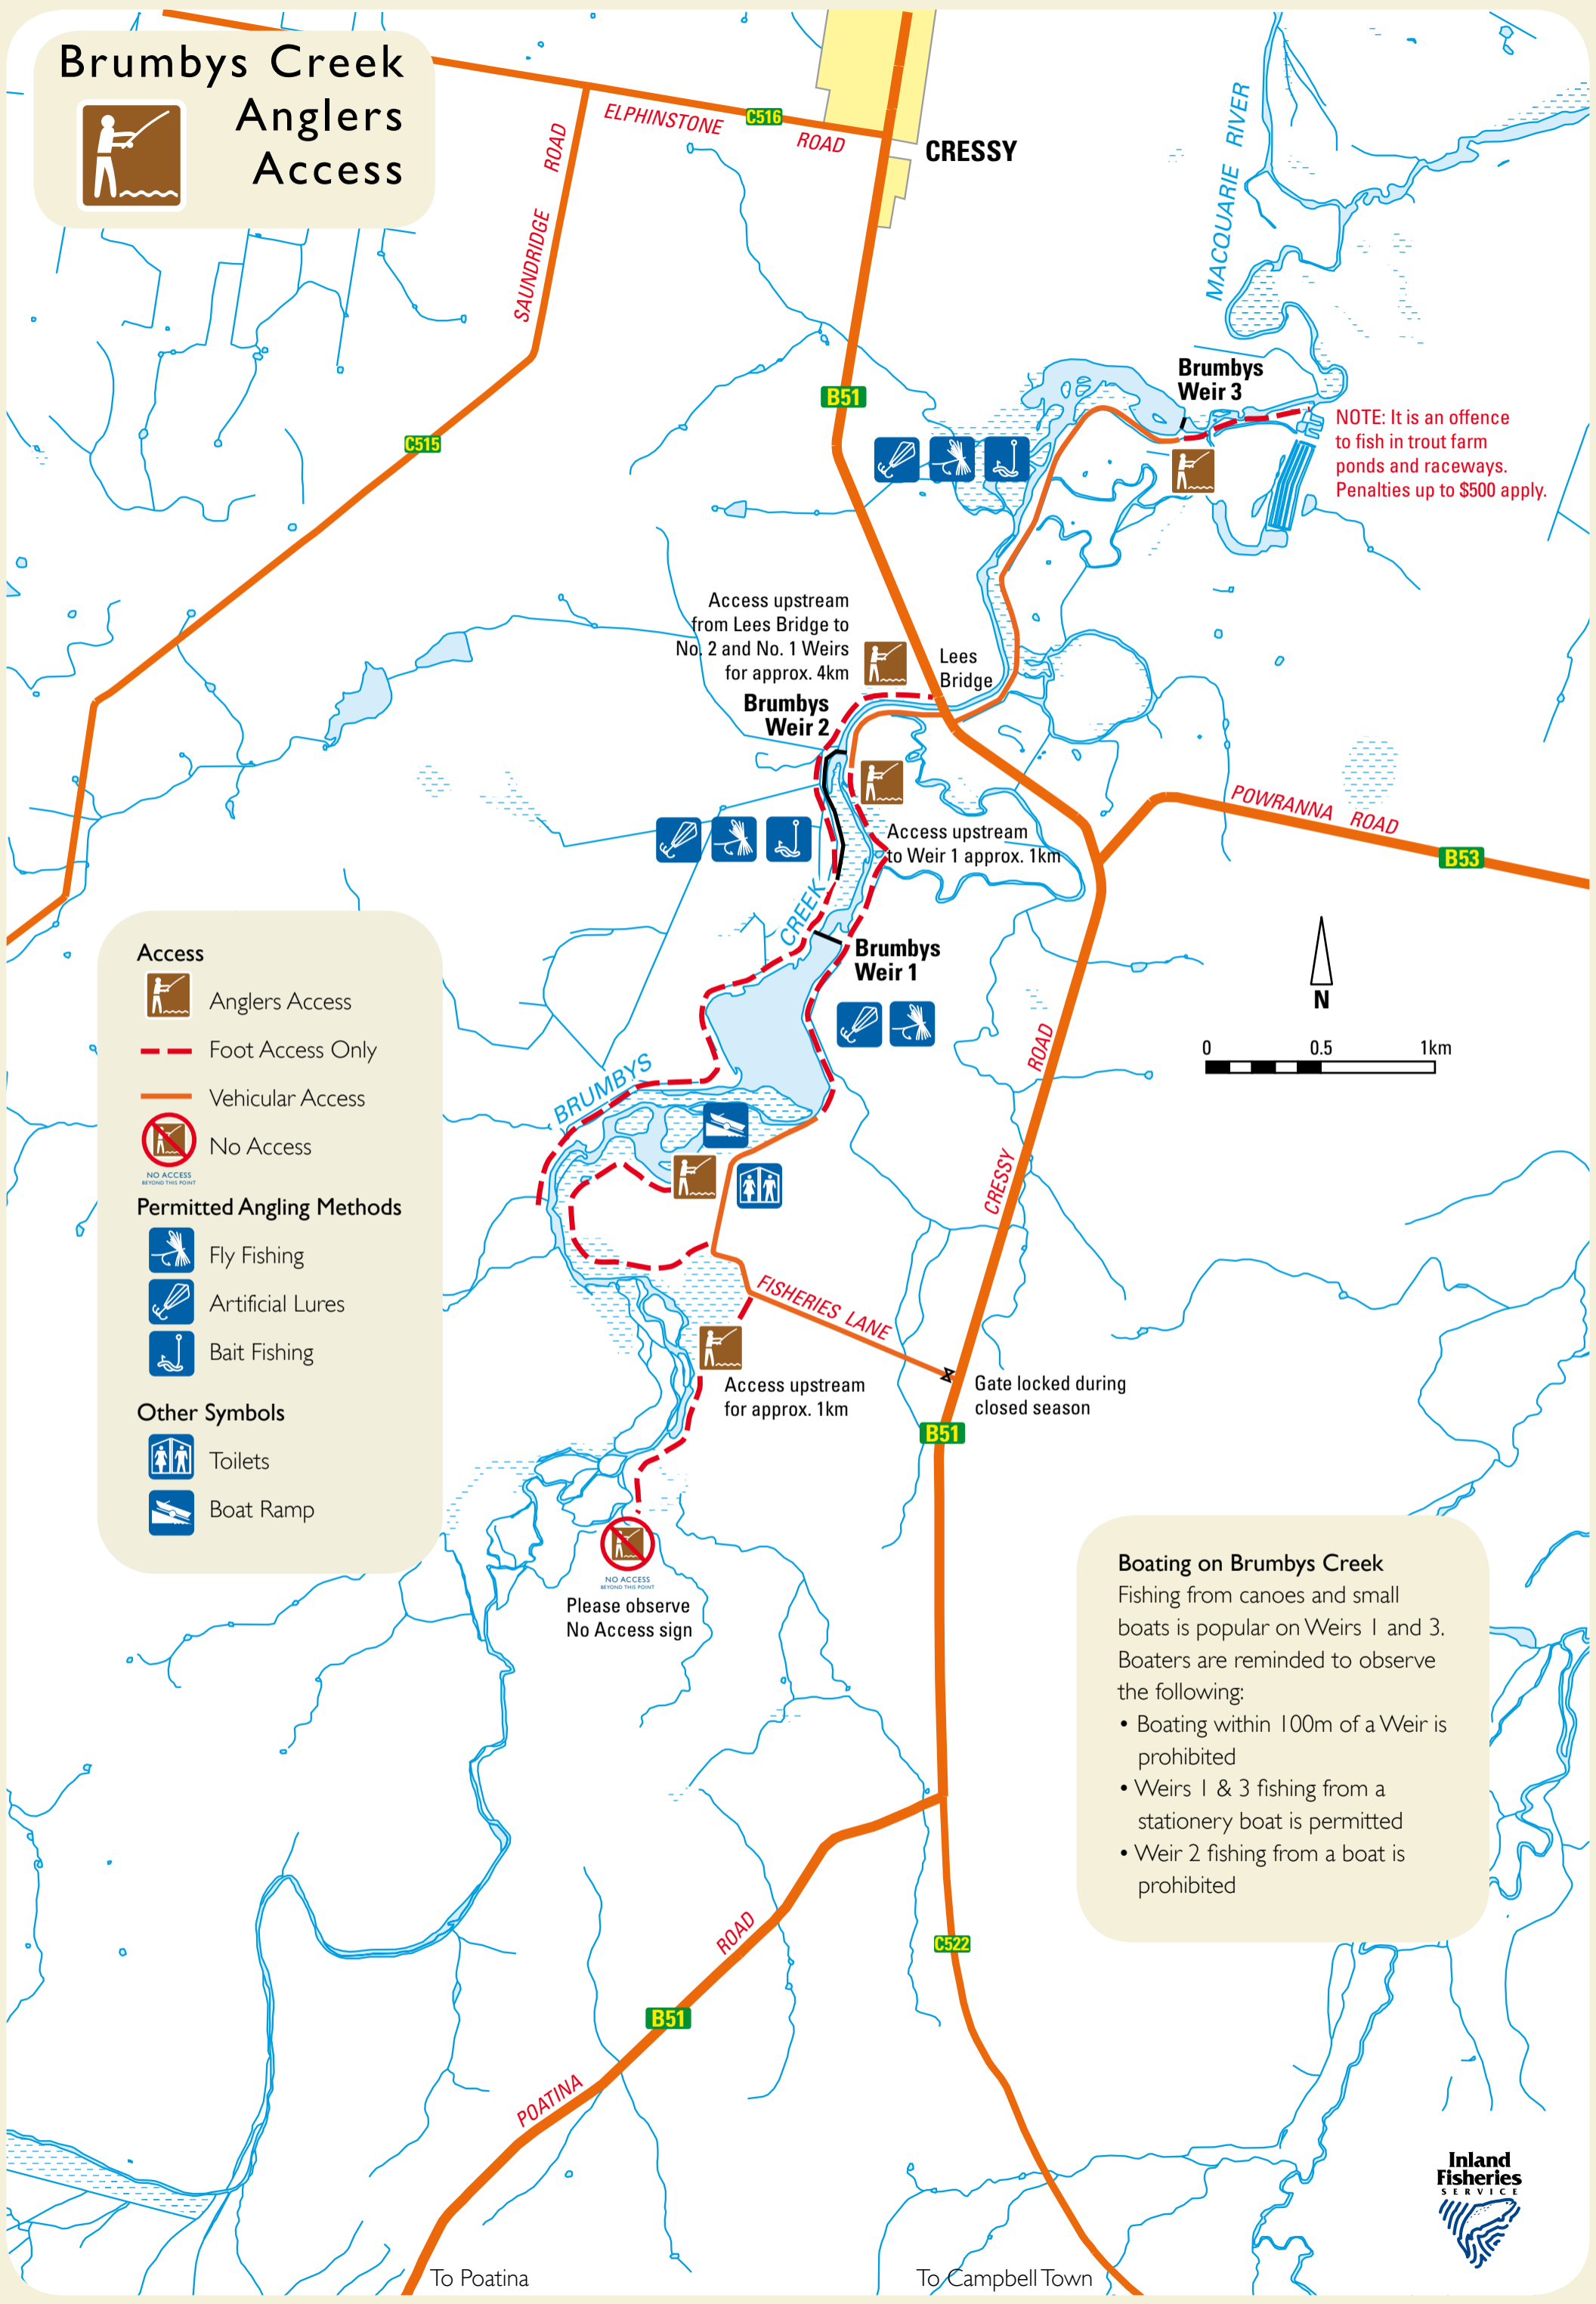 Brumbys Creek
Anglers
Access
ELPHINSTONE ROAD
C516
CRESSY
SAUNDRIDGE ROAD
C515
MACQUARIE RIVER
B51
Brumbys
Weir 3
NOTE: It is an offence
to fish in trout farm
ponds and raceways.
Penalties up to $500 apply.
Access upstream
from Lees Bridge to
No. 2 and No. 1 Weirs
for approx. 4km
Lees
Bridge
Brumbys
Weir 2
POWRANNA ROAD
B53
Access upstream
to Weir 1 approx. 1km
BRUMBYS CREEK
Brumbys
Weir 1
N
0 0.5 1km
CRESSY ROAD
FISHERIES LANE
Gate locked during
closed season
B51
Access upstream
for approx. 1km
NO ACCESS
BEYOND THIS POINT
Please observe
No Access sign
Access
Anglers Access
Foot Access Only
Vehicular Access
No Access
NO ACCESS
BEYOND THIS POINT
Permitted Angling Methods
Fly Fishing
Artificial Lures
Bait Fishing
Other Symbols
Toilets
Boat Ramp
Boating on Brumbys Creek
Fishing from canoes and small
boats is popular on Weirs 1 and 3.
Boaters are reminded to observe
the following:
• Boating within 100m of a Weir is
prohibited
• Weirs 1 & 3 fishing from a
stationery boat is permitted
• Weir 2 fishing from a boat is
prohibited
C522
POATINA ROAD
B51
To Poatina
To Campbell Town
Inland
Fisheries
SERVICE